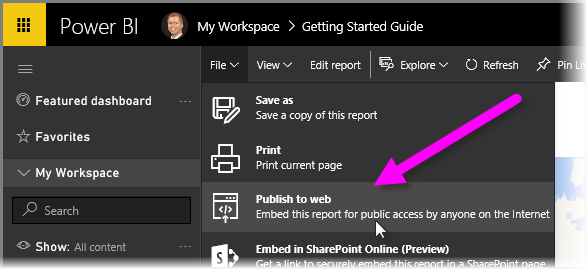 Power BI My Workspace > Getting Started Guide
File View Edit report Explore Refresh Pin Li
Featured dashboard ...
Favorites
My Workspace
Search
Show: All content ...
Save as
Save a copy of this report
Print
Print current page
Publish to web
Embed this report for public access by anyone on the Internet
Embed in SharePoint Online (Preview)
Get a link to securely embed this report in a SharePoint page